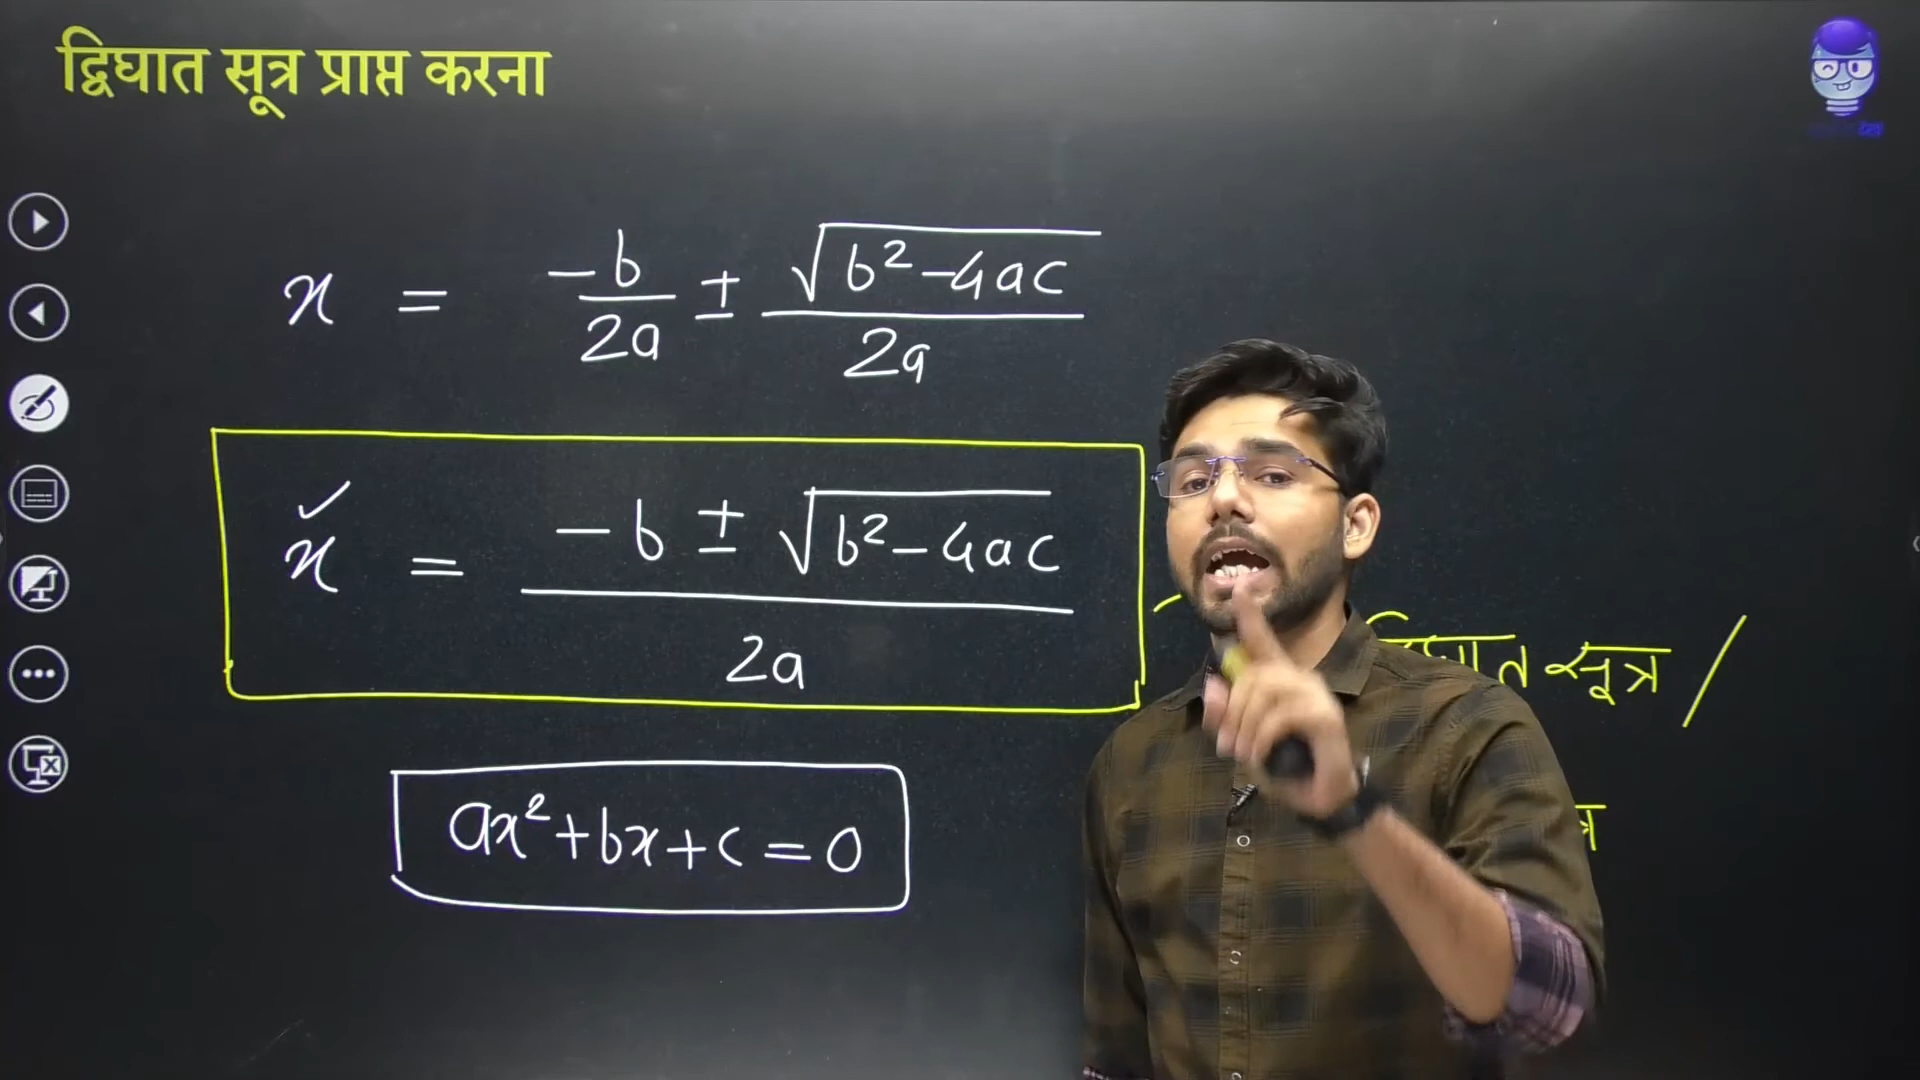 द्विघात सूत्र प्राप्त करना
x = -b/2a ± √b²-4ac/2a
x = -b ± √b²-4ac / 2a
सूत्र /
ax²+bx+c=0